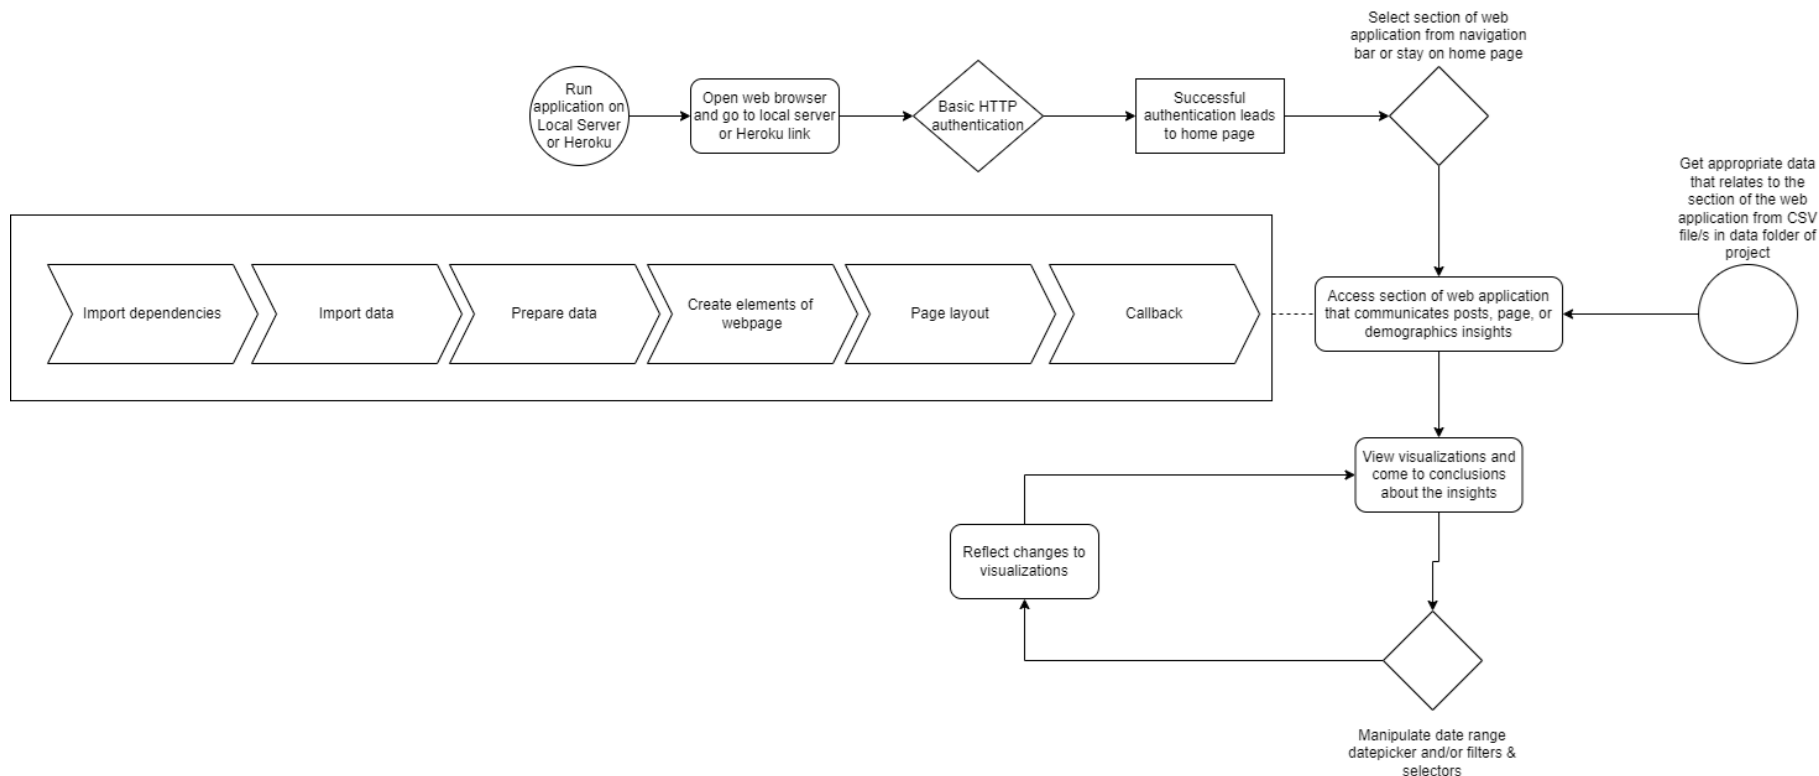 Select section of web
application from navigation
bar or stay on home page
Run
application on
Local Server
or Heroku
Open web browser
and go to local server
or Heroku link
Basic HTTP
authentication
Successful
authentication leads
to home page
Get appropriate data
that relates to the
section of the web
application from CSV
file/s in data folder of
project
Import dependencies
Import data
Prepare data
Create elements of
webpage
Page layout
Callback
Access section of web application
that communicates posts, page, or
demographics insights
View visualizations and
come to conclusions
about the insights
Reflect changes to
visualizations
Manipulate date range
datepicker and/or filters &
selectors